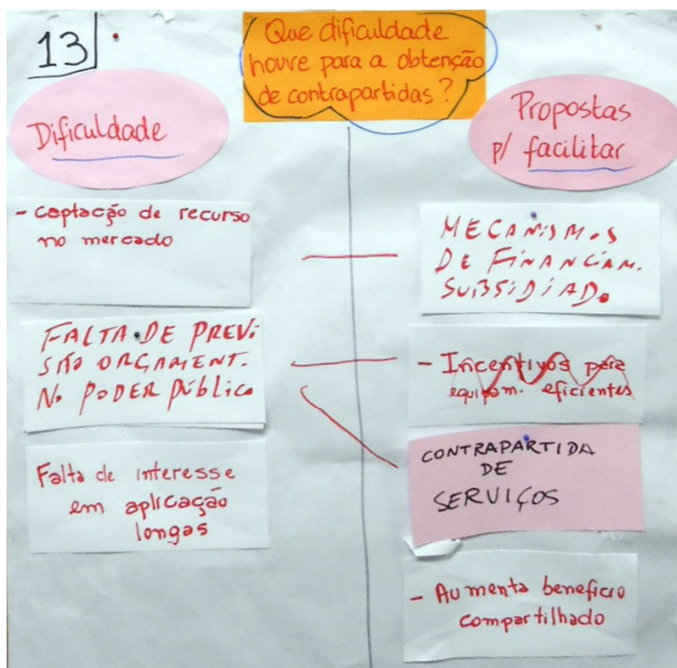 13
Que dificuldade
houve para a obtenção
de contrapartidas?
Dificuldade
- Captação de recurso
no mercado
FALTA DE PREVI
SÃO ORÇAMENT.
No PODER Público
Falta de interesse
em aplicação
longas
Propostas
p/ facilitar
MECANISMOS
DE FINANCIAM.
SUBSIDIAD.
- Incentivos para
equipam. eficientes
CONTRAPARTIDA
DE
SERVIÇOS
- Aumenta beneficio
compartilhado